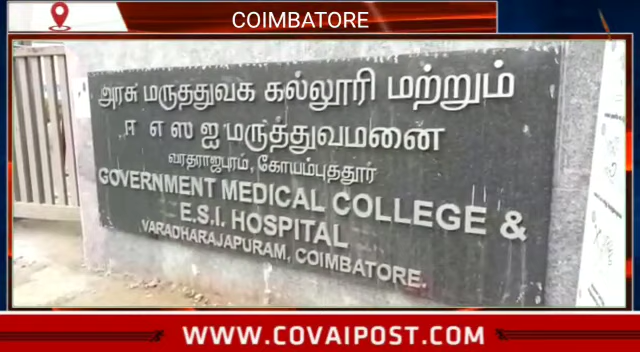 COIMBATORE
அரசு மருத்துவக கல்லூரி மற்றும்
ஈ எஸ ஐ மருத்துவமனை
வரதராஜபுரம், கோயம்புத்தூர்
GOVERNMENT MEDICAL COLLEGE &
E.S.I. HOSPITAL
VARADHARAJAPURAM, COIMBATORE.
WWW.COVAIPOST.COM